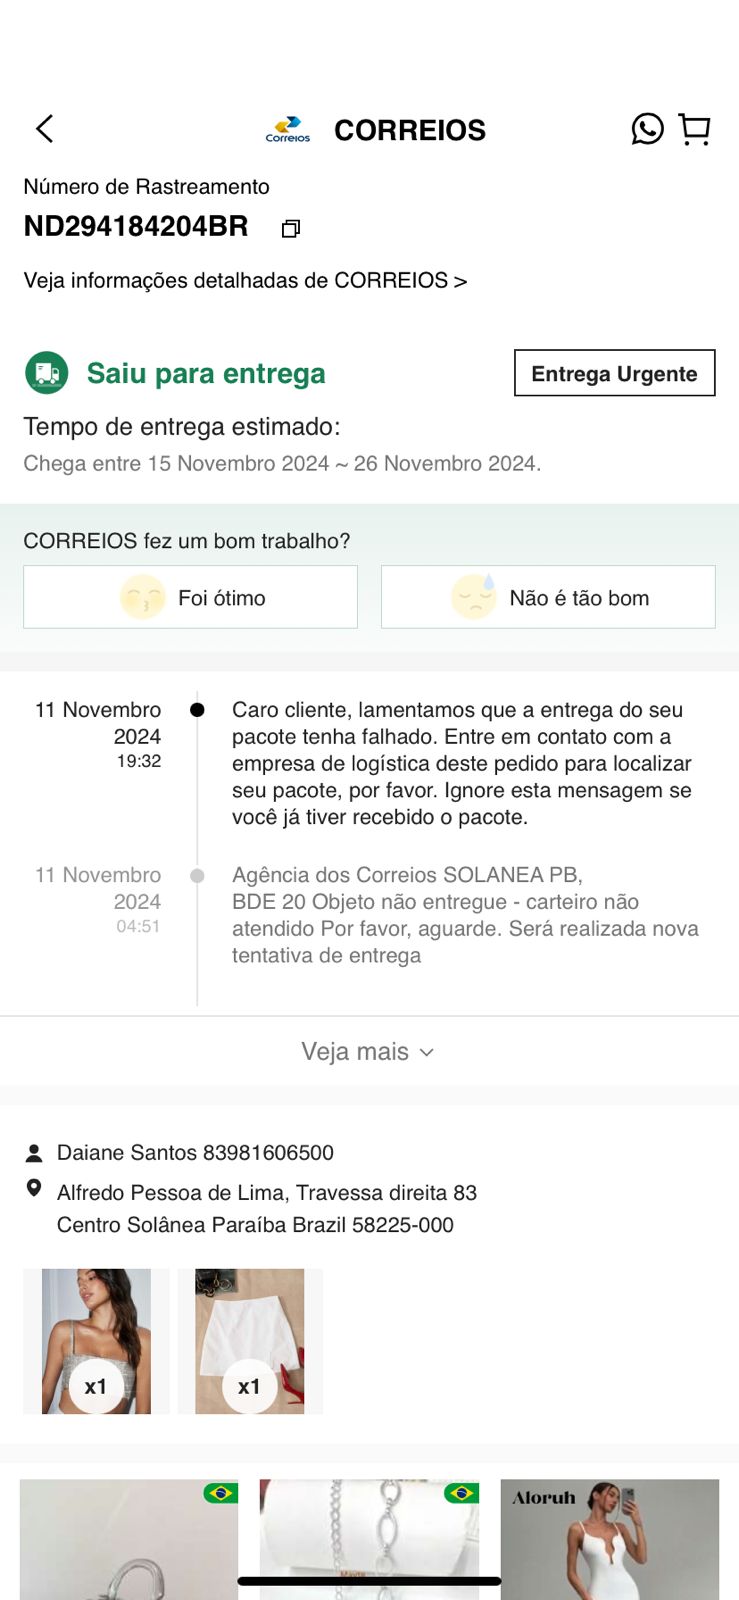 Correios
CORREIOS
Número de Rastreamento
ND294184204BR
Veja informações detalhadas de CORREIOS >
Saiu para entrega
Entrega Urgente
Tempo de entrega estimado:
Chega entre 15 Novembro 2024 ~ 26 Novembro 2024.
CORREIOS fez um bom trabalho?
Foi ótimo
Não é tão bom
11 Novembro
2024
19:32
Caro cliente, lamentamos que a entrega do seu
pacote tenha falhado. Entre em contato com a
empresa de logística deste pedido para localizar
seu pacote, por favor. Ignore esta mensagem se
você já tiver recebido o pacote.
11 Novembro
2024
04:51
Agência dos Correios SOLANEA PB,
BDE 20 Objeto não entregue - carteiro não
atendido Por favor, aguarde. Será realizada nova
tentativa de entrega
Veja mais
Daiane Santos 83981606500
Alfredo Pessoa de Lima, Travessa direita 83
Centro Solânea Paraíba Brazil 58225-000
x1
x1
Aloruh